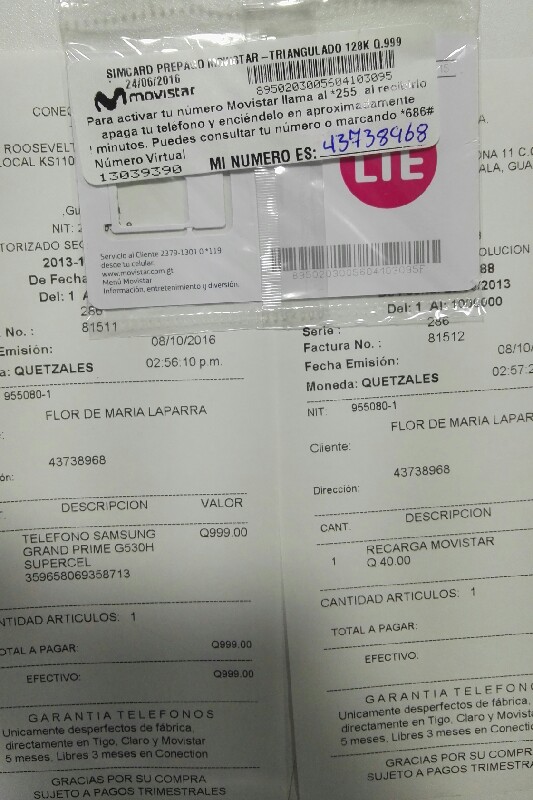 SIMCARD PREPAGO MOVISTAR - TRIANGULADO 128K Q.999
24/06/2016
8950203005604103095
movistar
Para activar tu número Movistar llama al *255 al recibirlo
apaga tu telefono y enciéndelo en aproximadamente
minutos. Puedes consultar tu número o marcando *686#
Número Virtual
13039390
MI NUMERO ES: 43738968
LTE
Servicio al Cliente 2379-1301 ó *119
desde tu celular.
www.movistar.com.gt
Menú Movistar
Información, entretenimiento y diversión.
8950203005604103095F
CONE
ROOSEVEL
LOCAL KS110
,Gu
NIT: 2
TORIZADO SE
2013-1
De Fecha
Del: 1 A
286
No. : 81511
Emisión: 08/10/2016
02:56:10 p.m.
a: QUETZALES
955080-1
FLOR DE MARIA LAPARRA
43738968
ón:
DESCRIPCION VALOR
TELEFONO SAMSUNG Q999.00
GRAND PRIME G530H
SUPERCEL
359658069358713
NTIDAD ARTICULOS: 1
OTAL A PAGAR: Q999.00
EFECTIVO: Q999.00
GARANTIA TELEFONOS
Unicamente desperfectos de fábrica,
directamente en Tigo, Claro y Movistar
5 meses, Libres 3 meses en Conection
GRACIAS POR SU COMPRA
SUJETO A PAGOS TRIMESTRALES
A.
ONA 11 C.C
ALA, GUA
OLUCION
88
/2013
Del: 1 Al: 1000000
Serie : 286
Factura No. : 81512
Fecha Emisión: 08/10/
02:57:2
Moneda: QUETZALES
NIT: 955080-1
FLOR DE MARIA LAPARR
Cliente:
43738968
Dirección:
CANT. DESCRIPCION
1 RECARGA MOVISTAR
Q 40.00
CANTIDAD ARTICULOS: 1
TOTAL A PAGAR:
EFECTIVO.
GARANTIA TELEFONO
Unicamente desperfectos de fábrica,
directamente en Tigo, Claro y Movista
5 meses, Libres 3 meses en Conection
GRACIAS POR SU COMPR
SUJETO A PAGOS TRIMESTRAL